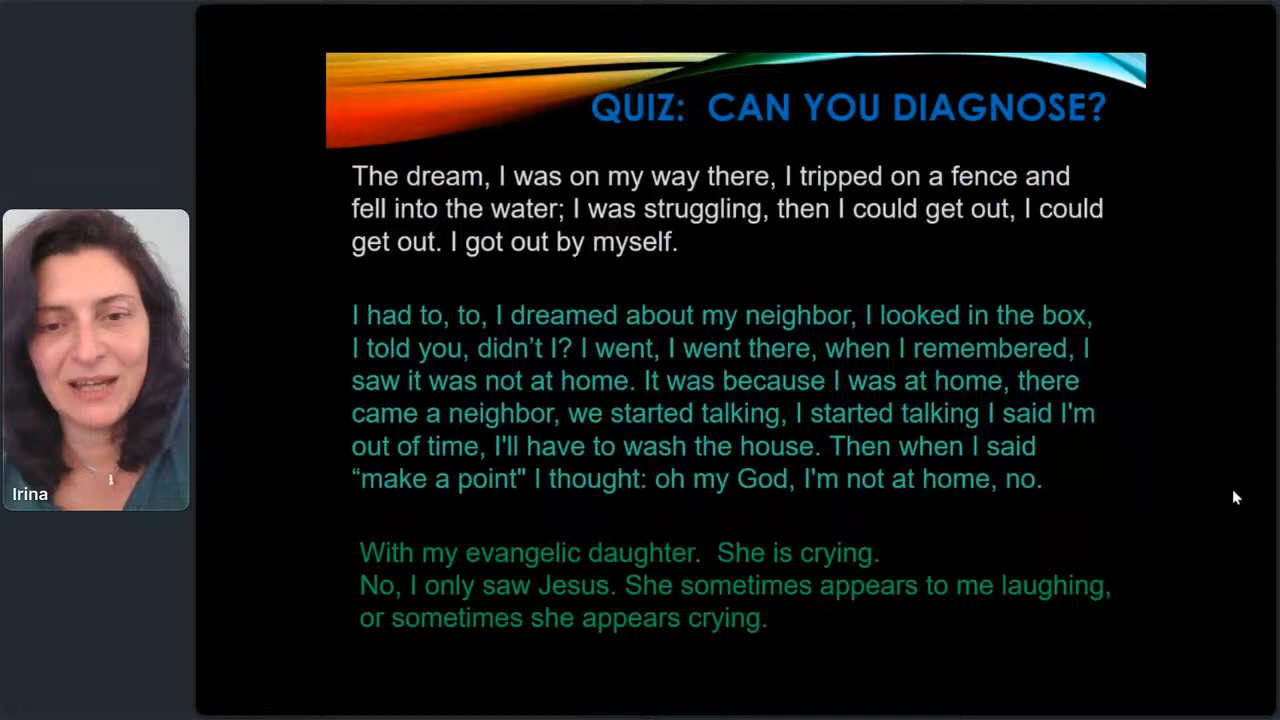 QUIZ: CAN YOU DIAGNOSE?
The dream, I was on my way there, I tripped on a fence and
fell into the water; I was struggling, then I could get out, I could
get out. I got out by myself.
I had to, to, I dreamed about my neighbor, I looked in the box,
I told you, didn’t I? I went, I went there, when I remembered, I
saw it was not at home. It was because I was at home, there
came a neighbor, we started talking, I started talking I said I'm
out of time, I'll have to wash the house. Then when I said
“make a point" I thought: oh my God, I'm not at home, no.
With my evangelic daughter.  She is crying.
No, I only saw Jesus. She sometimes appears to me laughing,
or sometimes she appears crying.
Irina